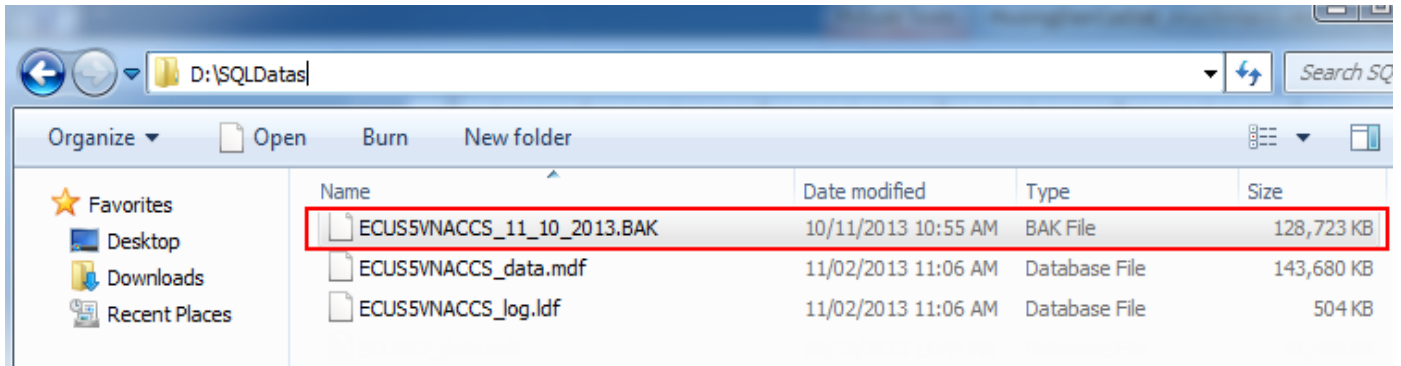 D:\SQLDatas Search SQ
Organize Open Burn New folder
Favorites
Desktop
Downloads
Recent Places
Name Date modified Type Size
ECUS5VNACCS_11_10_2013.BAK 10/11/2013 10:55 AM BAK File 128,723 KB
ECUS5VNACCS_data.mdf 11/02/2013 11:06 AM Database File 143,680 KB
ECUS5VNACCS_log.ldf 11/02/2013 11:06 AM Database File 504 KB